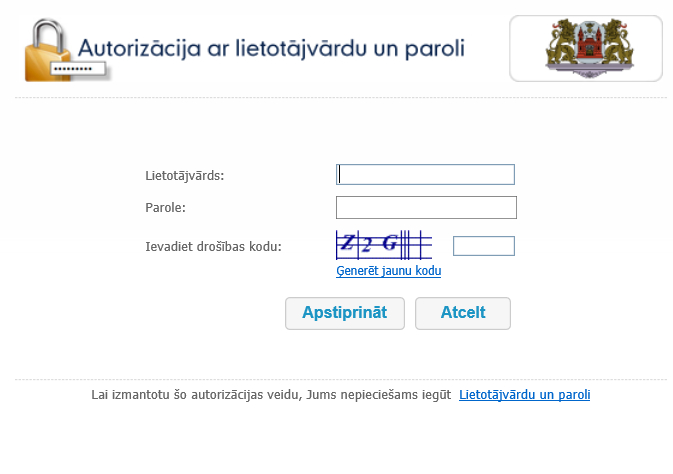 Autorizācija ar lietotājvārdu un paroli
Lietotājvārds:
Parole:
Ievadiet drošības kodu: Z 2 G
Ģenerēt jaunu kodu
Apstiprināt Atcelt
Lai izmantotu šo autorizācijas veidu, Jums nepieciešams iegūt Lietotājvārdu un paroli